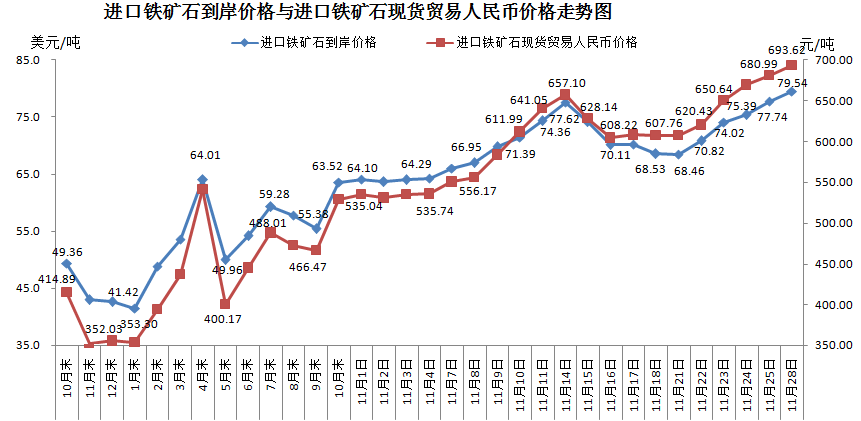 进口铁矿石到岸价格与进口铁矿石现货贸易人民币价格走势图
美元/吨
进口铁矿石到岸价格
进口铁矿石现货贸易人民币价格
元/吨
85.0
75.0
65.0
55.0
45.0
35.0
700.00
650.00
600.00
550.00
500.00
450.00
400.00
350.00
49.36
41.42
64.01
49.96
59.28
55.38
63.52
64.10
64.29
66.95
71.39
74.36
77.62
70.11
68.53
68.46
70.82
74.02
75.39
77.74
79.54
414.89
352.03
353.30
400.17
488.01
466.47
535.04
535.74
556.17
611.99
641.05
657.10
628.14
608.22
607.76
620.43
650.64
680.99
693.62
10月末
11月末
12月末
1月末
2月末
3月末
4月末
5月末
6月末
7月末
8月末
9月末
10月末
11月1日
11月2日
11月3日
11月4日
11月7日
11月8日
11月9日
11月10日
11月11日
11月14日
11月15日
11月16日
11月17日
11月18日
11月21日
11月22日
11月23日
11月24日
11月25日
11月28日